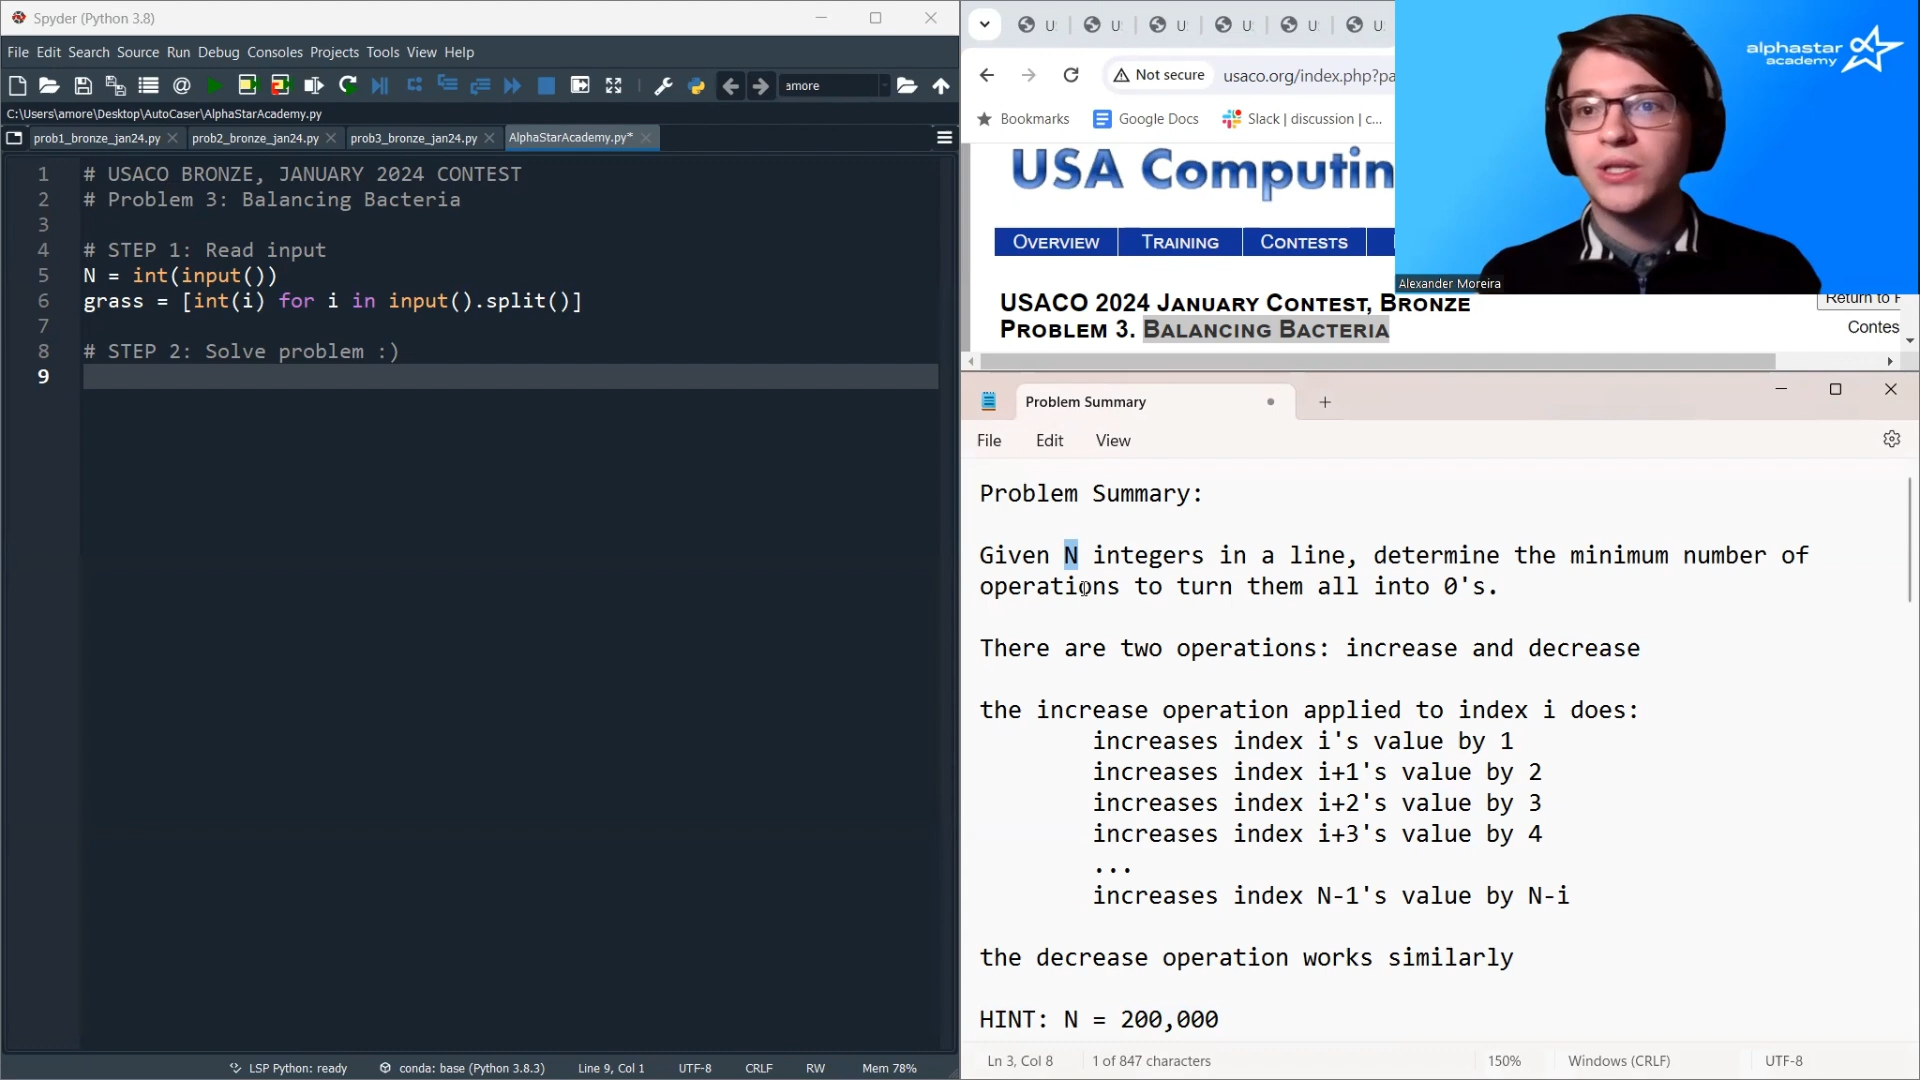 Spyder (Python 3.8)
File Edit Search Source Run Debug Consoles Projects Tools View Help
amore
C:\Users\amore\Desktop\AutoCaser\AlphaStarAcademy.py
prob1_bronze_jan24.py
prob2_bronze_jan24.py
prob3_bronze_jan24.py
AlphaStarAcademy.py*
1 # USACO BRONZE, JANUARY 2024 CONTEST
2 # Problem 3: Balancing Bacteria
3
4 # STEP 1: Read input
5 N = int(input())
6 grass = [int(i) for i in input().split()]
7
8 # STEP 2: Solve problem :)
9
LSP Python: ready
conda: base (Python 3.8.3)
Line 9, Col 1
UTF-8
CRLF
RW
Mem 78%
U U U U U U
Not secure
usaco.org/index.php?pa
Bookmarks
Google Docs
Slack | discussion | c...
USA Computin
OVERVIEW TRAINING CONTESTS
USACO 2024 JANUARY CONTEST, BRONZE
PROBLEM 3. BALANCING BACTERIA
Return to
Contes
alphastar
academy
Alexander Moreira
Problem Summary
File Edit View
Problem Summary:
Given N integers in a line, determine the minimum number of
operations to turn them all into 0's.
There are two operations: increase and decrease
the increase operation applied to index i does:
increases index i's value by 1
increases index i+1's value by 2
increases index i+2's value by 3
increases index i+3's value by 4
...
increases index N-1's value by N-i
the decrease operation works similarly
HINT: N = 200,000
Ln 3, Col 8
1 of 847 characters
150%
Windows (CRLF)
UTF-8